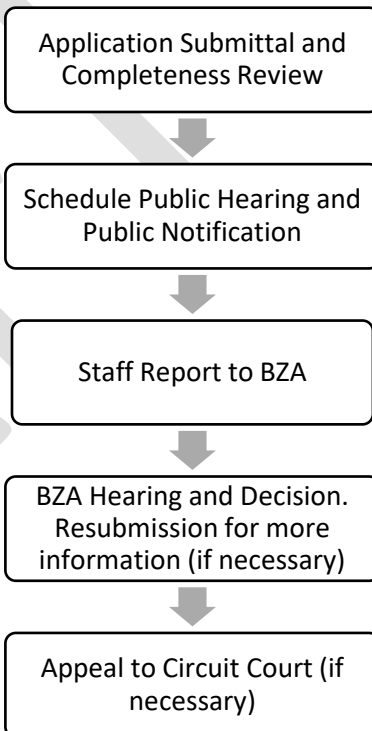 Application Submittal and
Completeness Review
Schedule Public Hearing and
Public Notification
Staff Report to BZA
BZA Hearing and Decision.
Resubmission for more
information (if necessary)
Appeal to Circuit Court (if
necessary)